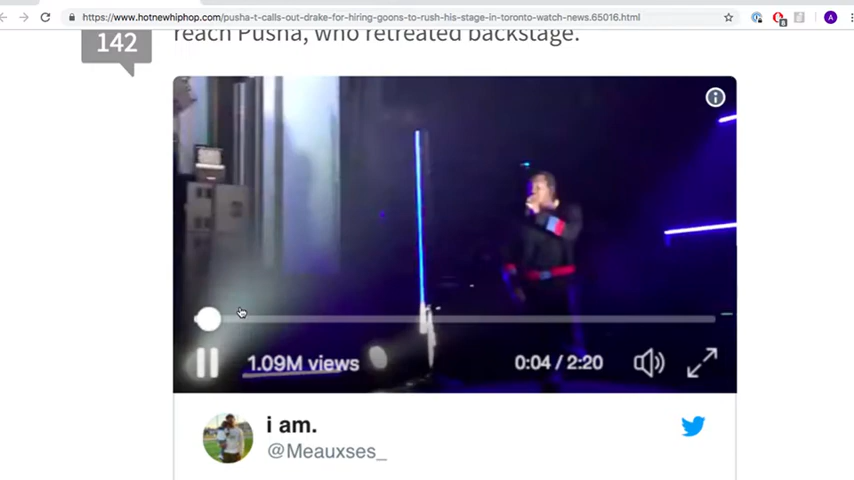 https://www.hotnewhiphop.com/pusha-t-calls-out-drake-for-hiring-goons-to-rush-his-stage-in-toronto-watch-news.65016.html
A
142
reach Pusha, who retreated backstage.
1.09M views
0:04 / 2:20
i am.
@Meauxses_